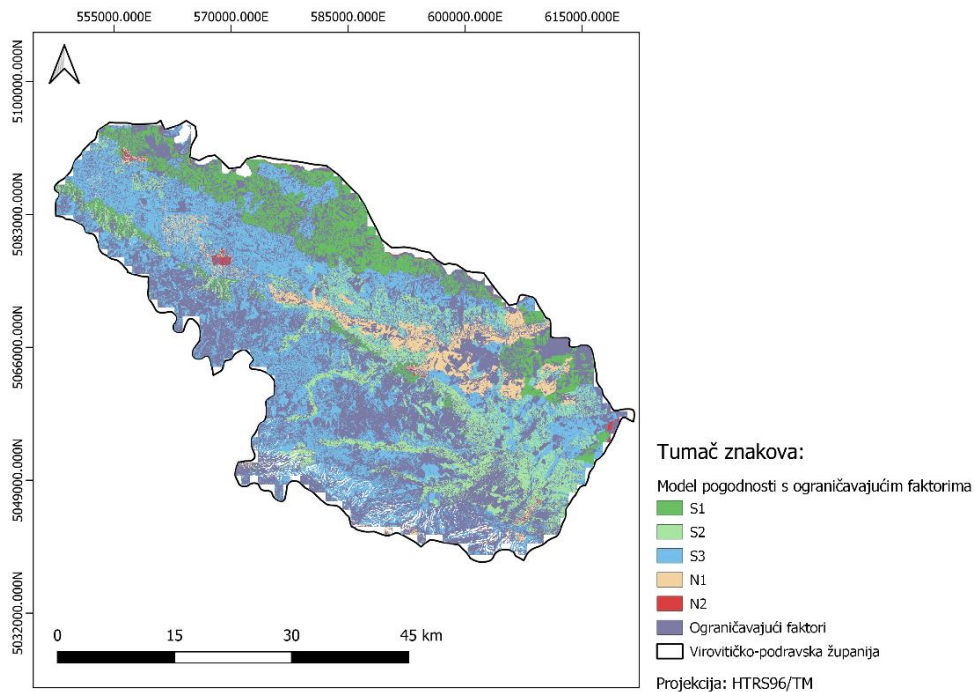 555000.000E 570000.000E 585000.000E 600000.000E 615000.000E
5100000.000N
5083000.000N
5066000.000N
5049000.000N
5032000.000N
0 15 30 45 km
Tumač znakova:
Model pogodnosti s ograničavajućim faktorima
S1
S2
S3
N1
N2
Ograničavajući faktori
Virovitičko-podravska županija
Projekcija: HTRS96/TM